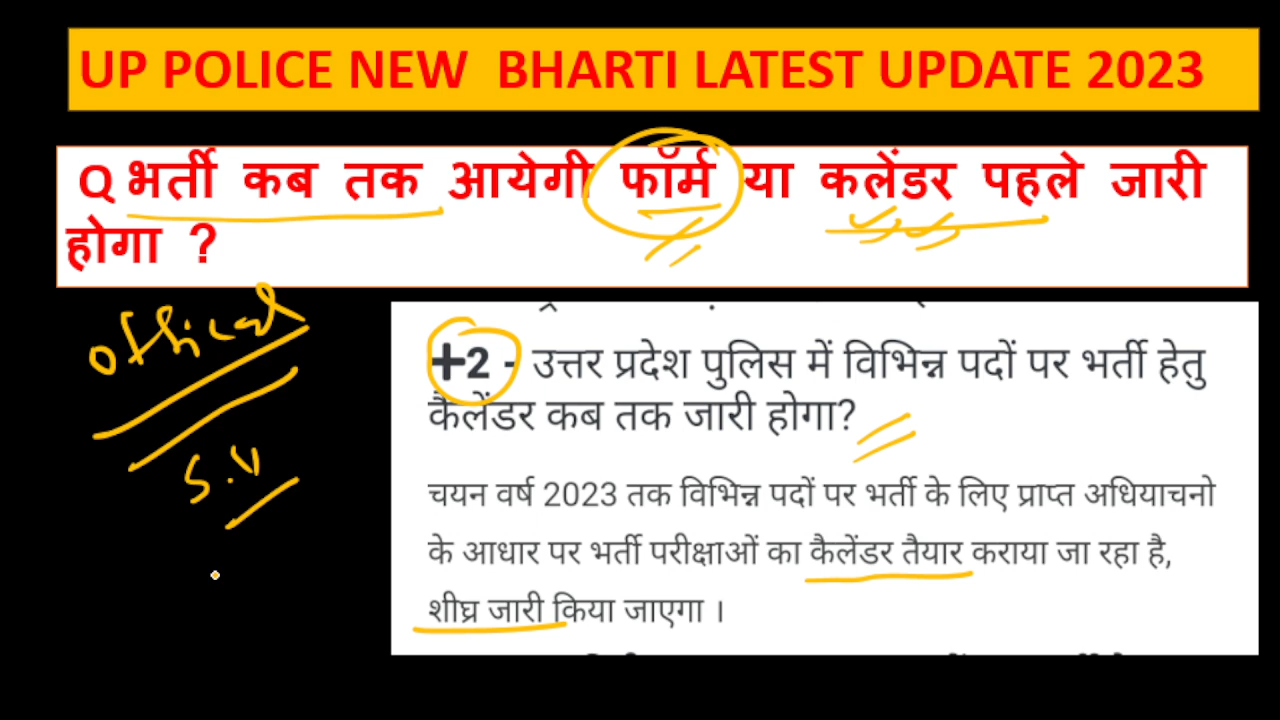 UP POLICE NEW BHARTI LATEST UPDATE 2023
Q भर्ती कब तक आयेगी फॉर्म या कलेंडर पहले जारी
होगा ?
+2 - उत्तर प्रदेश पुलिस में विभिन्न पदों पर भर्ती हेतु
कैलेंडर कब तक जारी होगा?
चयन वर्ष 2023 तक विभिन्न पदों पर भर्ती के लिए प्राप्त अधियाचनो
के आधार पर भर्ती परीक्षाओं का कैलेंडर तैयार कराया जा रहा है,
शीघ्र जारी किया जाएगा ।